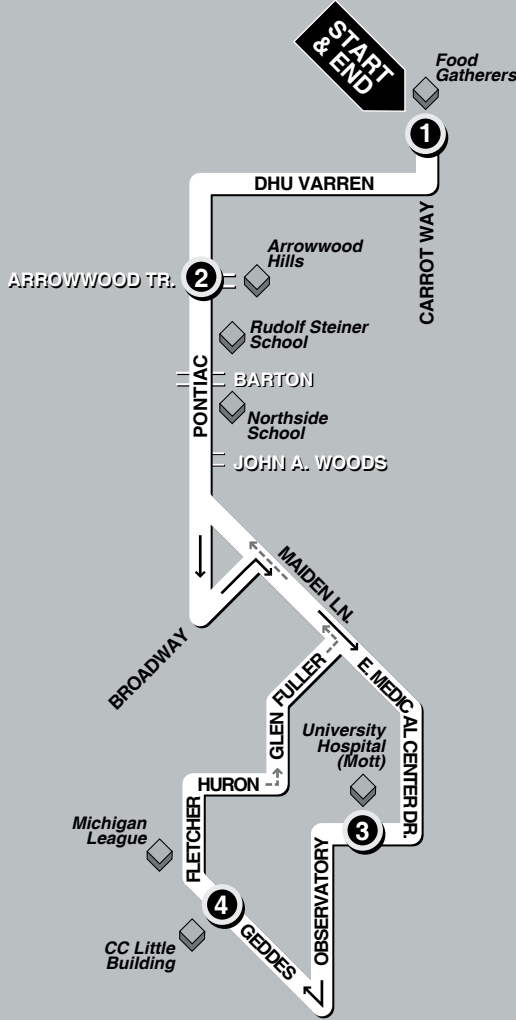 START
& END
Food
Gatherers
1
DHU VARREN
CARROT WAY
Arrowwood
Hills
ARROWWOOD TR.
2
Rudolf Steiner
School
PONTIAC
BARTON
Northside
School
JOHN A. WOODS
MAIDEN LN.
BROADWAY
E. MEDICAL CENTER DR.
GLEN FULLER
University
Hospital
(Mott)
HURON
3
Michigan
League
FLETCHER
OBSERVATORY
4
GEDDES
CC Little
Building